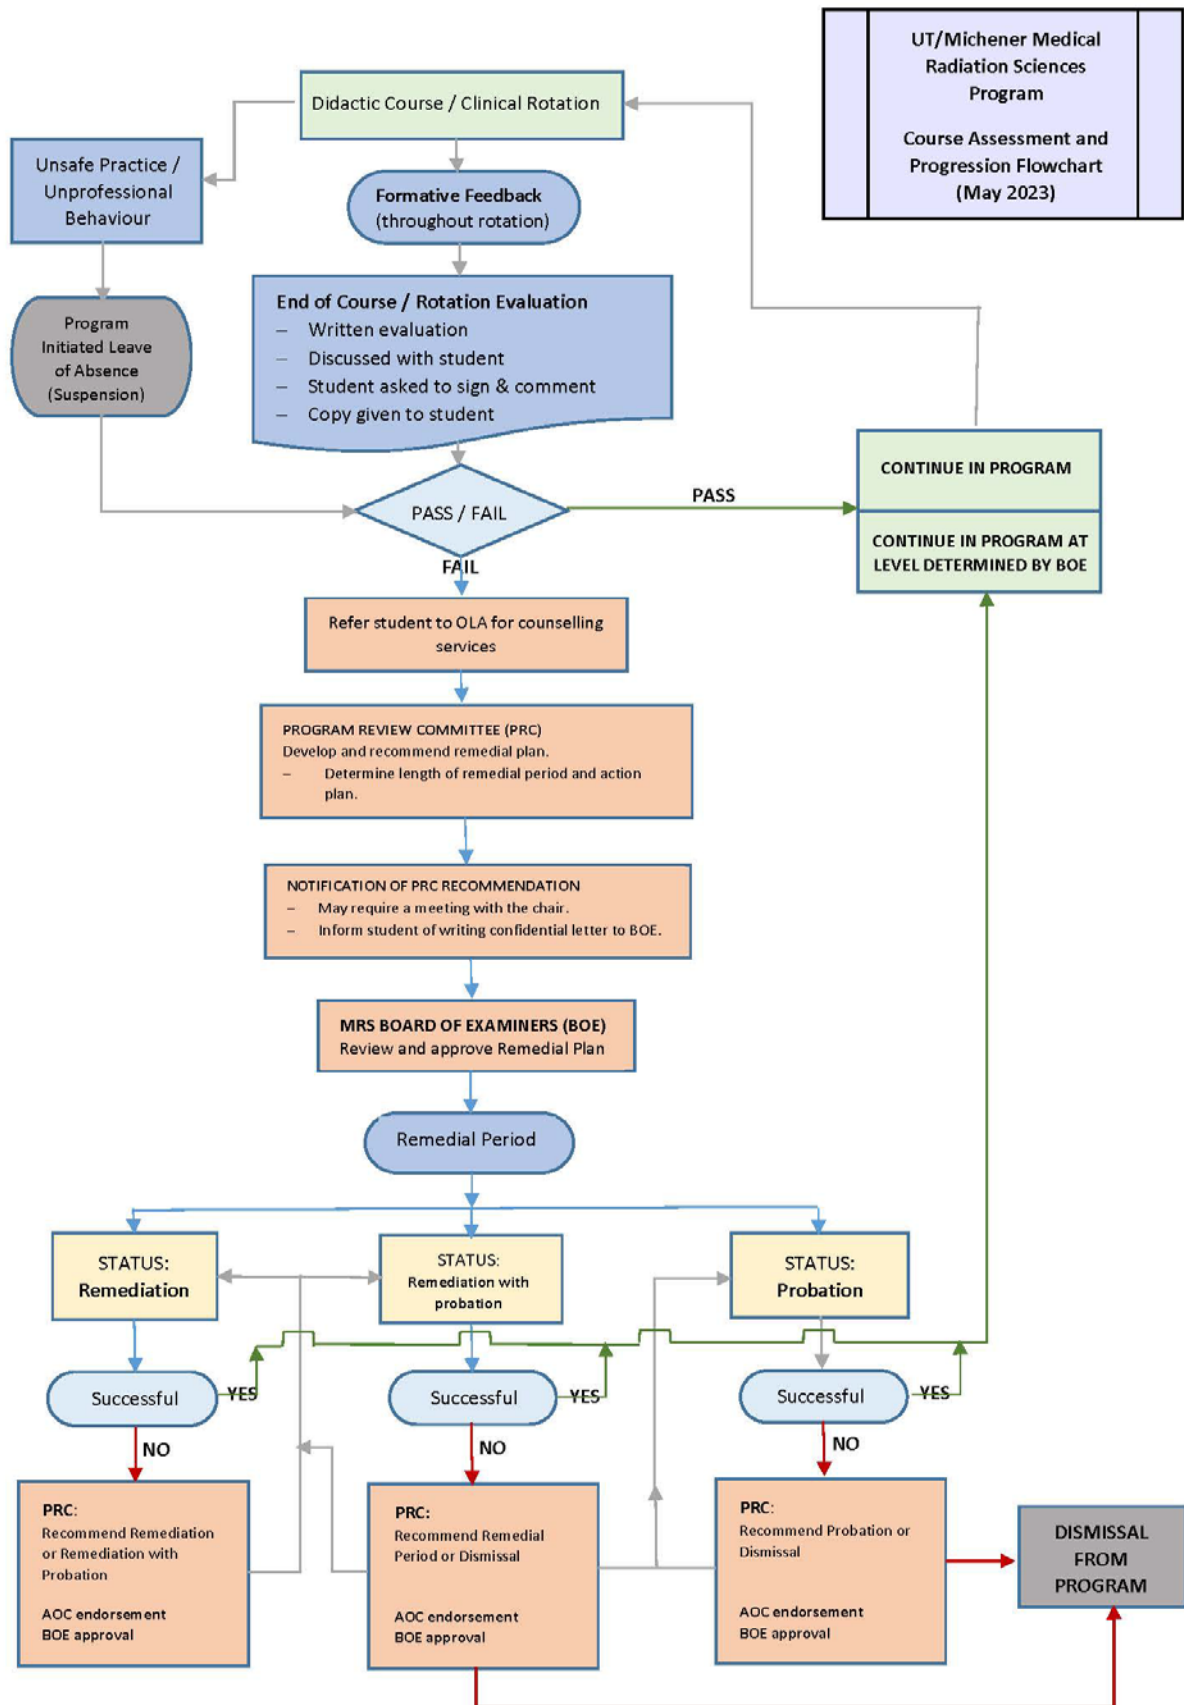 UT/Michener Medical
Radiation Sciences
Program
Course Assessment and
Progression Flowchart
(May 2023)
Didactic Course / Clinical Rotation
Unsafe Practice /
Unprofessional
Behaviour
Formative Feedback
(throughout rotation)
Program
Initiated Leave
of Absence
(Suspension)
End of Course / Rotation Evaluation
– Written evaluation
– Discussed with student
– Student asked to sign & comment
– Copy given to student
PASS / FAIL
PASS
FAIL
CONTINUE IN PROGRAM
CONTINUE IN PROGRAM AT
LEVEL DETERMINED BY BOE
Refer student to OLA for counselling
services
PROGRAM REVIEW COMMITTEE (PRC)
Develop and recommend remedial plan.
– Determine length of remedial period and action
plan.
NOTIFICATION OF PRC RECOMMENDATION
– May require a meeting with the chair.
– Inform student of writing confidential letter to BOE.
MRS BOARD OF EXAMINERS (BOE)
Review and approve Remedial Plan
Remedial Period
STATUS:
Remediation
STATUS:
Remediation with
probation
STATUS:
Probation
Successful
YES
Successful
YES
Successful
YES
NO
NO
NO
PRC:
Recommend Remediation
or Remediation with
Probation
AOC endorsement
BOE approval
PRC:
Recommend Remedial
Period or Dismissal
AOC endorsement
BOE approval
PRC:
Recommend Probation or
Dismissal
AOC endorsement
BOE approval
DISMISSAL
FROM
PROGRAM